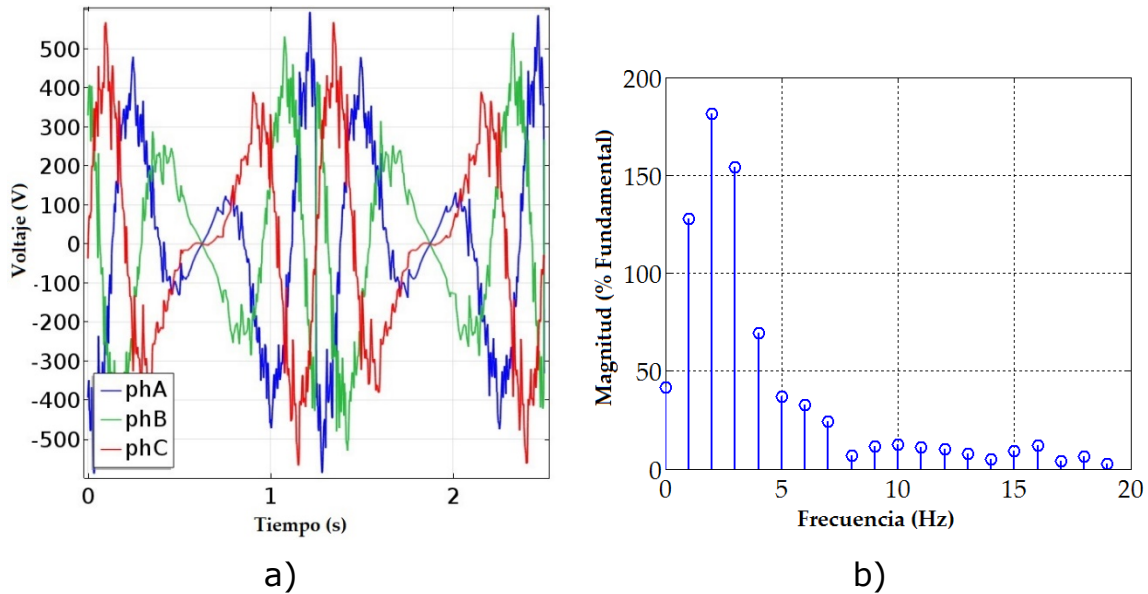 500
400
300
200
100
0
-100
-200
-300
-400
-500
Voltaje (V)
phA
phB
phC
0 1 2
Tiempo (s)
a)
200
150
100
50
0
Magnitud (% Fundamental)
0 5 10 15 20
Frecuencia (Hz)
b)